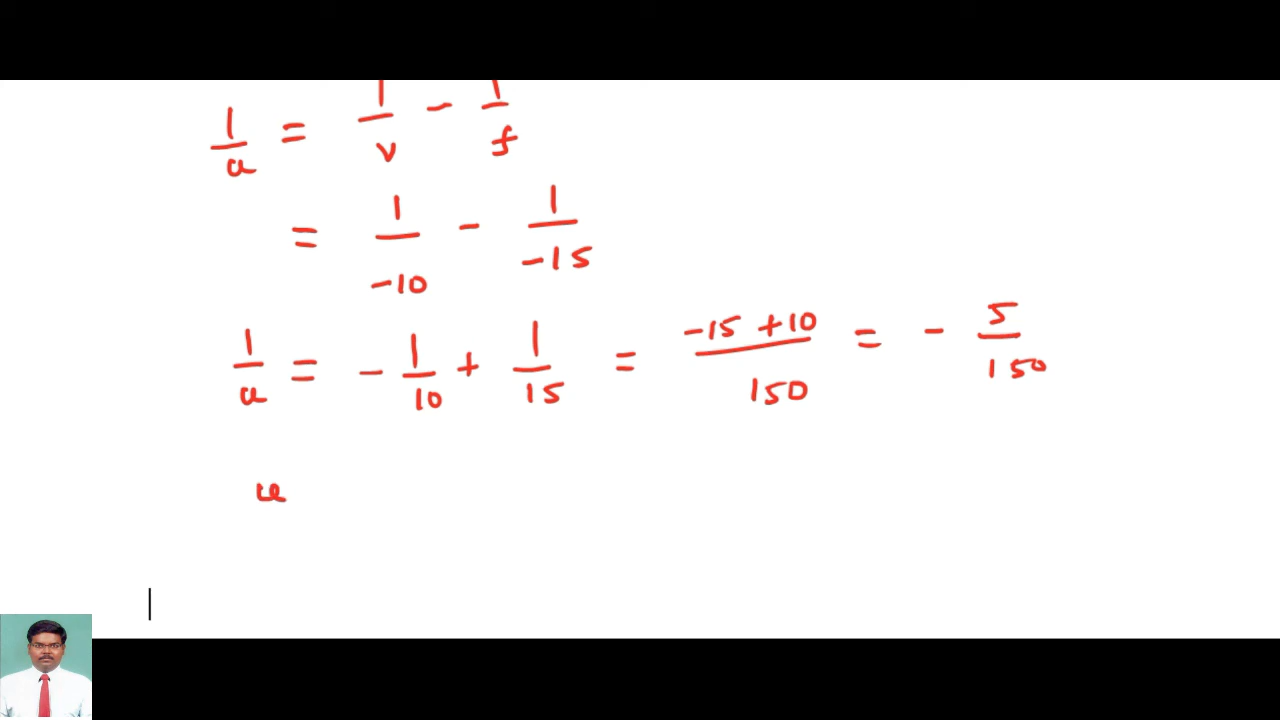 1/u = 1/v - 1/f
= 1/-10 - 1/-15
1/u = - 1/10 + 1/15 = -15 +10/150 = - 5/150
u